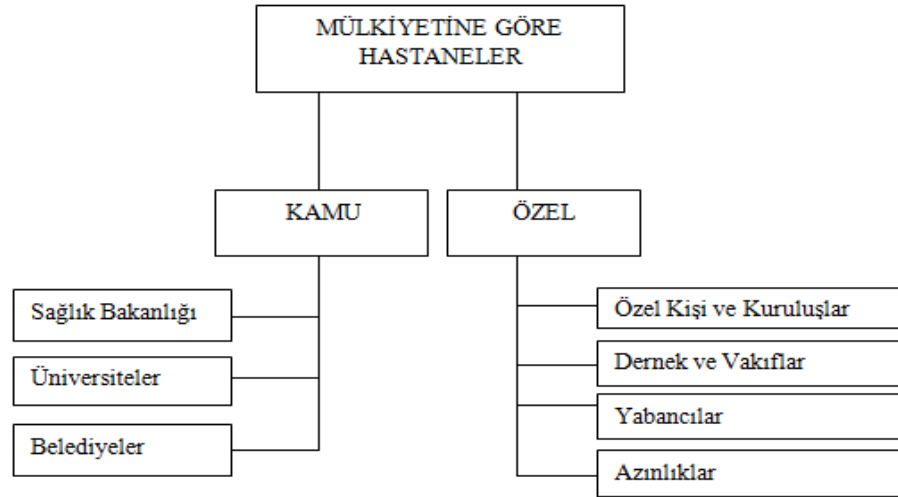 MÜLKİYETİNE GÖRE
HASTANELER
KAMU
ÖZEL
Sağlık Bakanlığı
Üniversiteler
Belediyeler
Özel Kişi ve Kuruluşlar
Dernek ve Vakıflar
Yabancılar
Azınlıklar